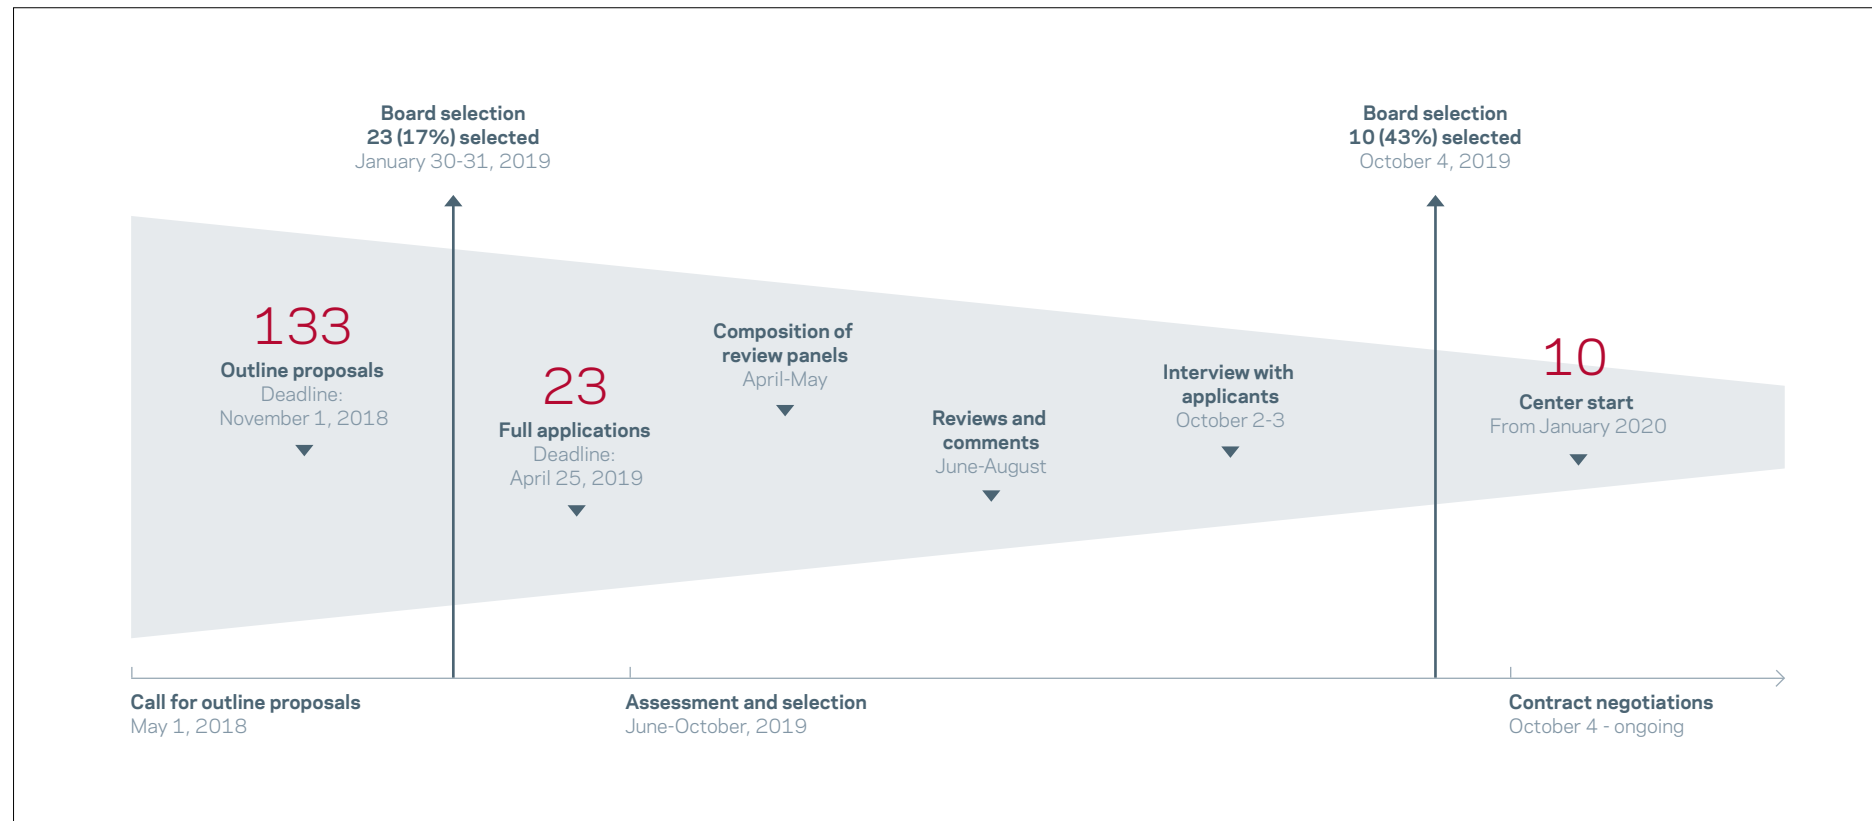 Board selection
23 (17%) selected
January 30-31, 2019
Board selection
10 (43%) selected
October 4, 2019
133
Outline proposals
Deadline:
November 1, 2018
23
Full applications
Deadline:
April 25, 2019
Composition of
review panels
April-May
Reviews and
comments
June-August
Interview with
applicants
October 2-3
10
Center start
From January 2020
Call for outline proposals
May 1, 2018
Assessment and selection
June-October, 2019
Contract negotiations
October 4 - ongoing